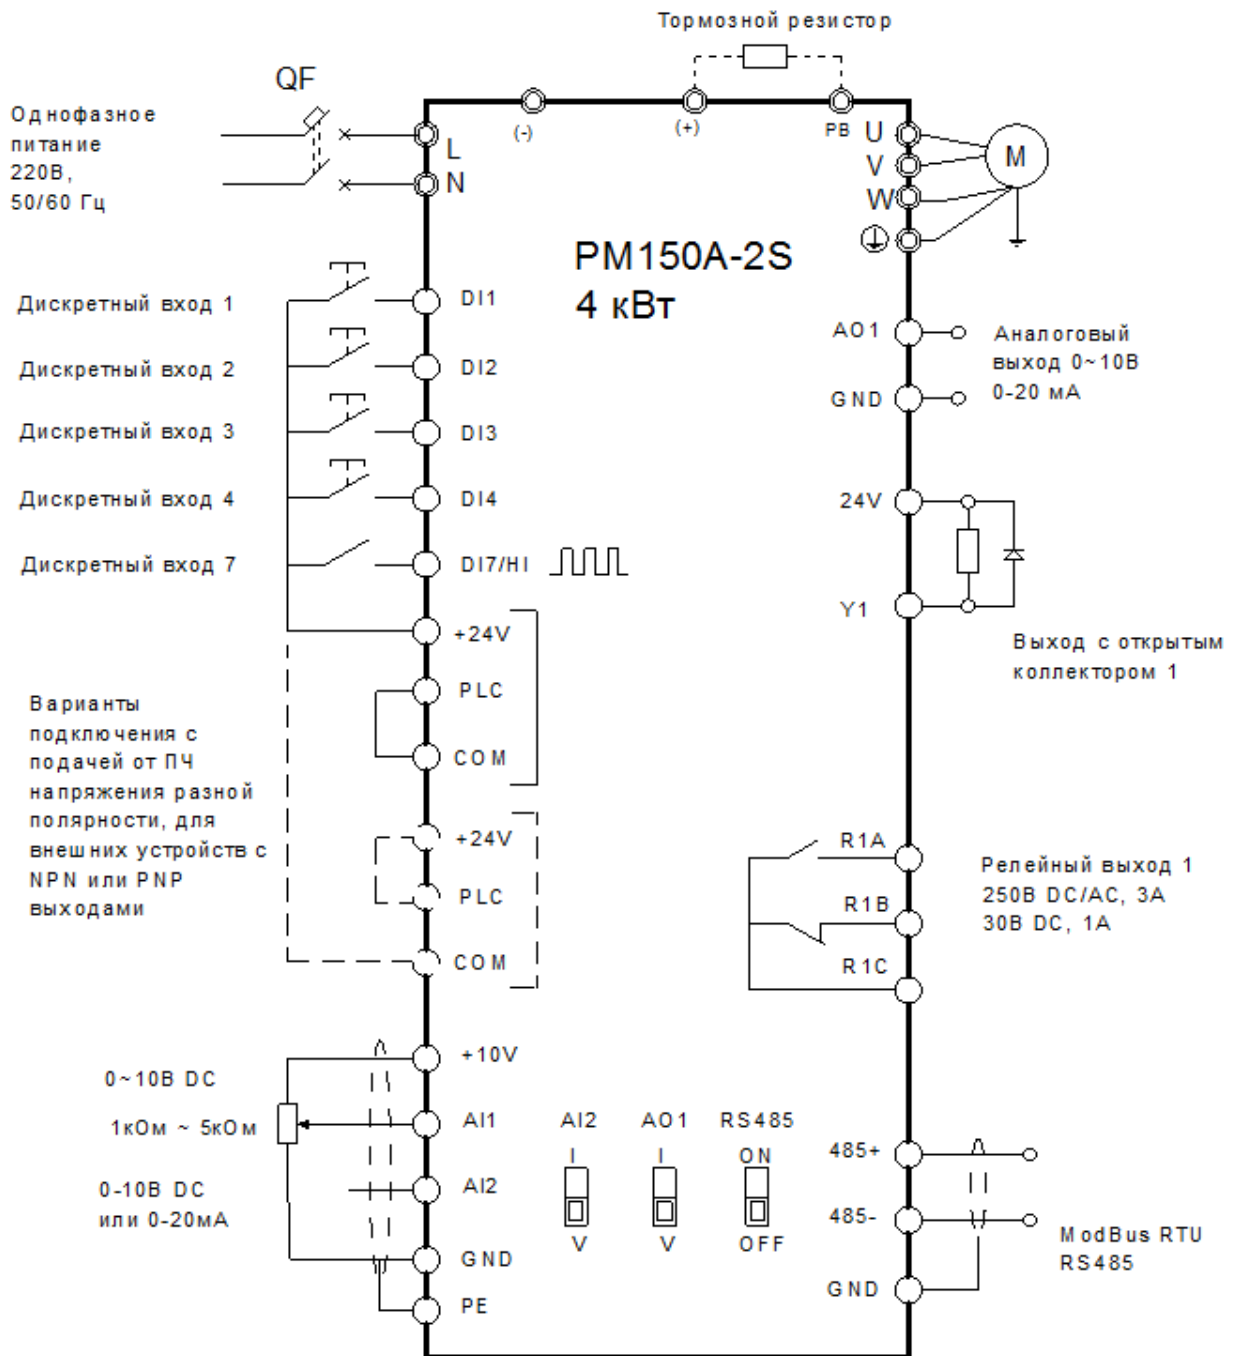 Тормозной резистор
QF
Однофазное
питание
220В,
50/60 Гц
(-)
(+)
PB
L
N
U
V
W
M
PM150A-2S
4 кВт
Дискретный вход 1
DI1
Дискретный вход 2
DI2
Дискретный вход 3
DI3
Дискретный вход 4
DI4
Дискретный вход 7
DI7/HI
+24V
PLC
COM
Варианты
подключения с
подачей от ПЧ
напряжения разной
полярности, для
внешних устройств с
NPN или PNP
выходами
+24V
PLC
COM
AO1
GND
Аналоговый
выход 0~10В
0-20 мА
24V
Y1
Выход с открытым
коллектором 1
R1A
R1B
R1C
Релейный выход 1
250В DC/AC, 3А
30В DC, 1А
+10V
0~10В DC
1кОм ~ 5кОм
AI1
0-10В DC
или 0-20мА
AI2
GND
PE
AI2
I
V
AO1
I
V
RS485
ON
OFF
485+
485-
GND
ModBus RTU
RS485